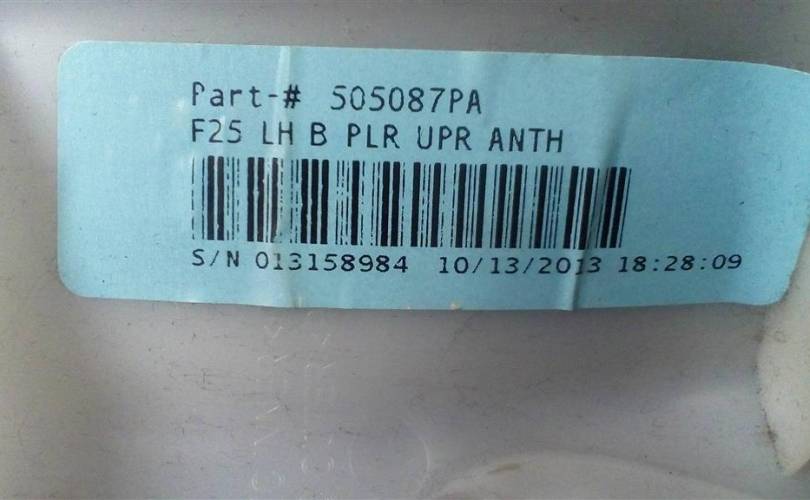 Part-# 505087PA
F25 LH B PLR UPR ANTH
S/N 013158984 10/13/2013 18:28:09